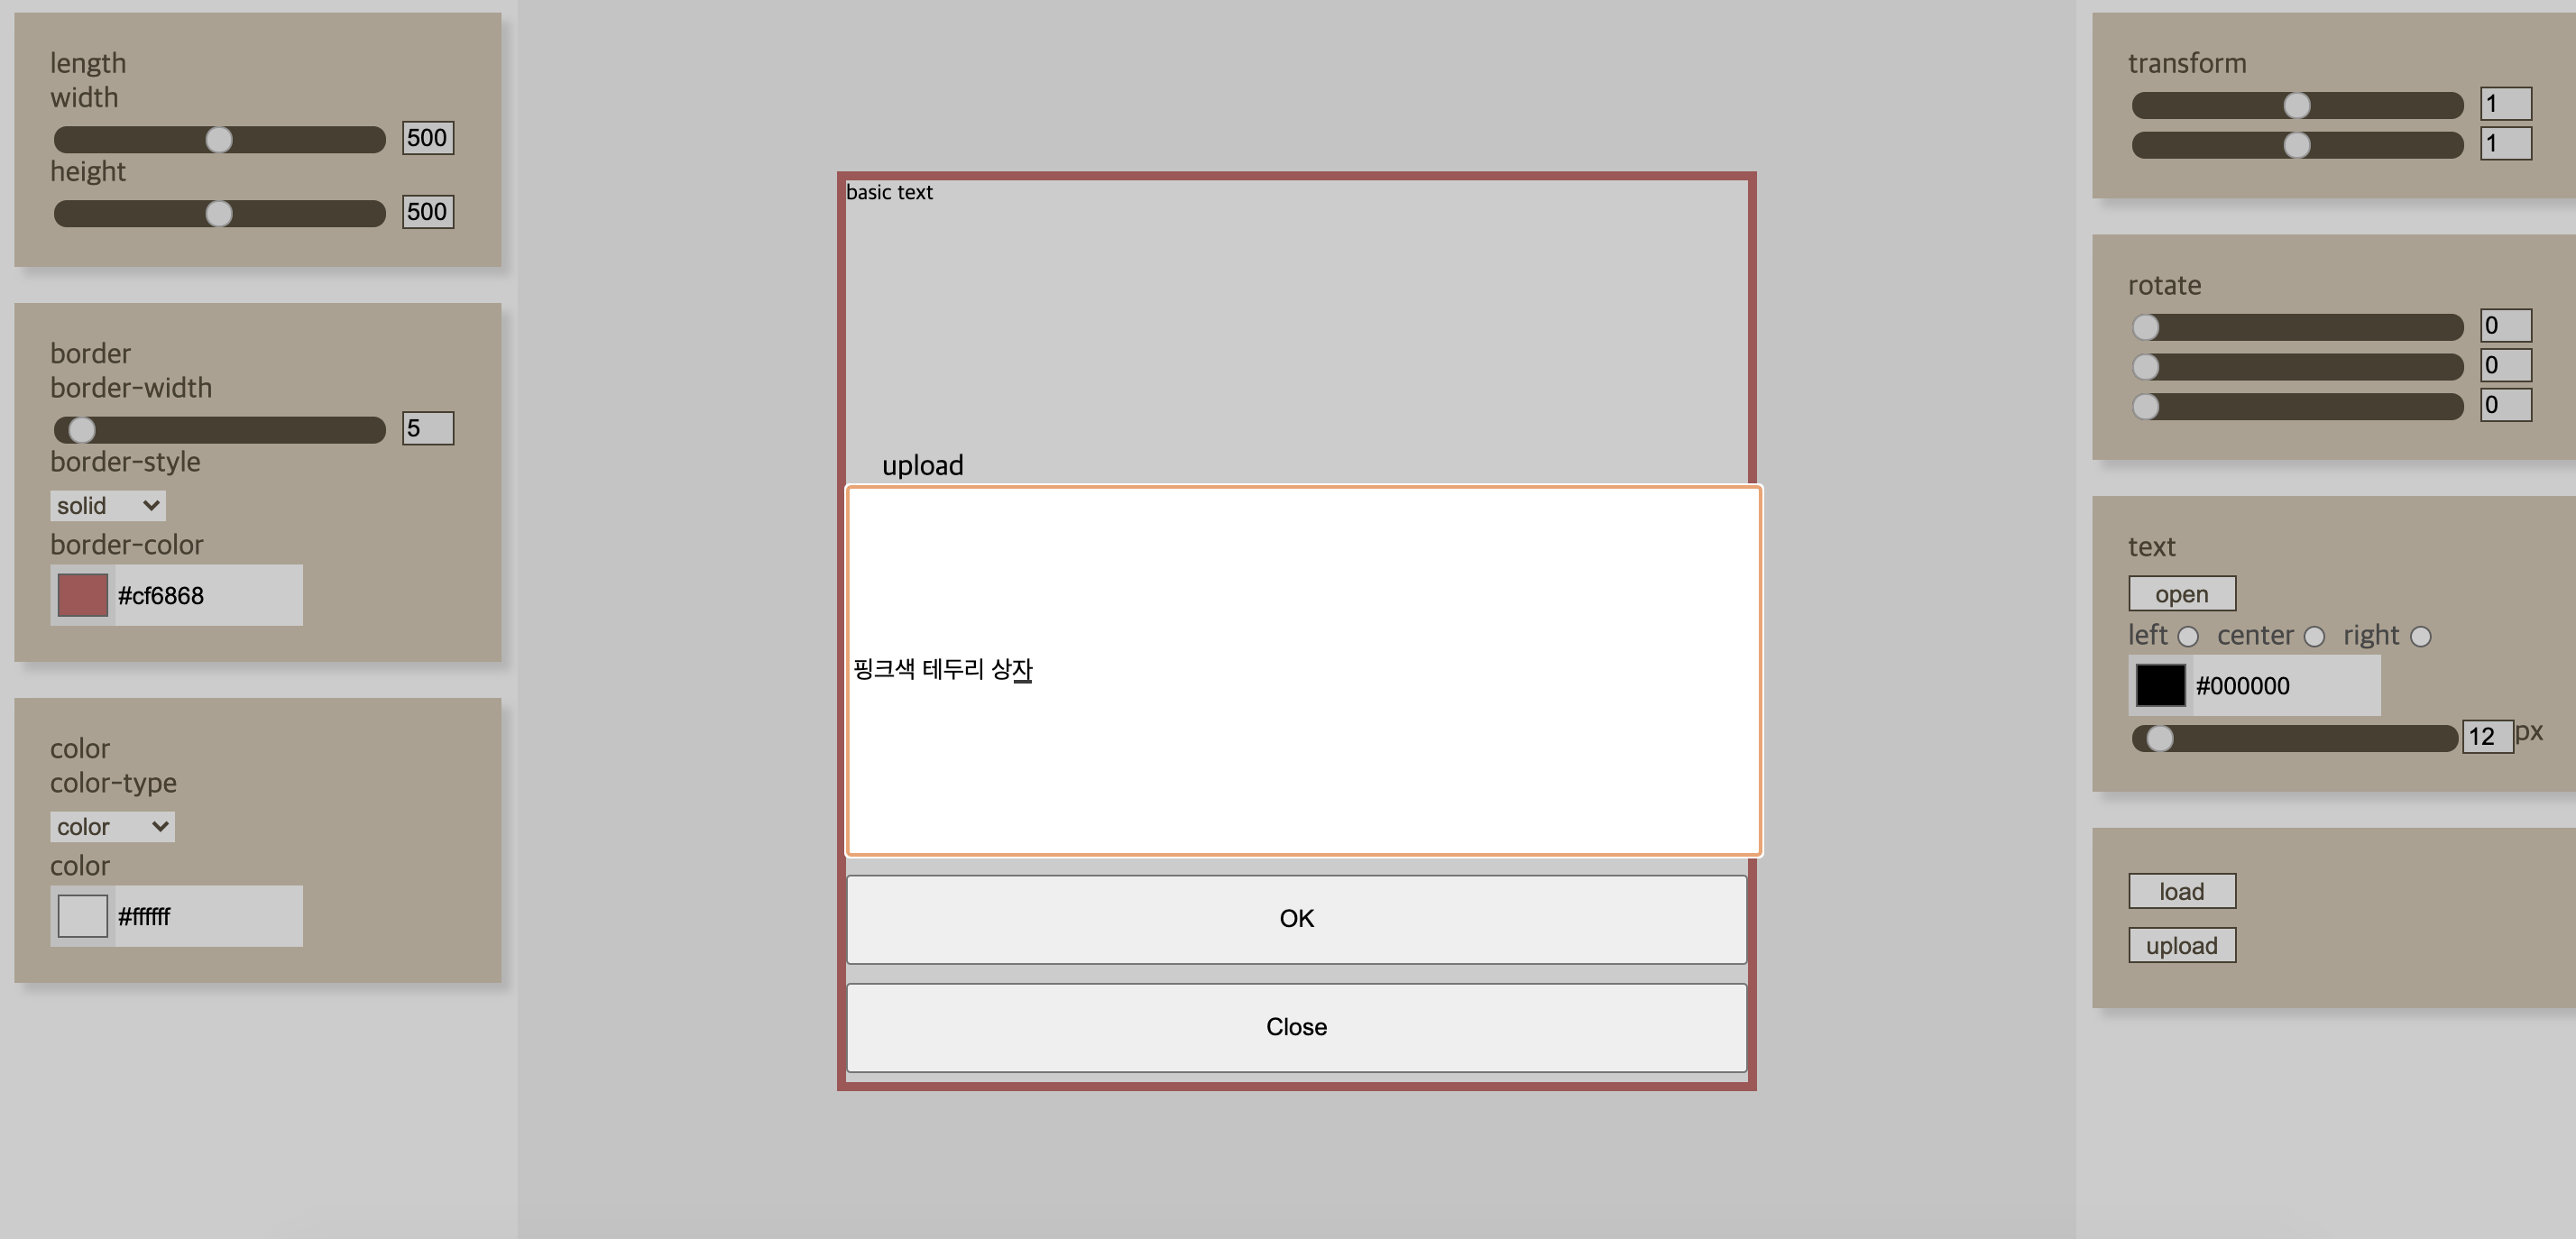 length
width
500
height
500
border
border-width
5
border-style
solid
border-color
#cf6868
color
color-type
color
color
#ffffff
basic text
upload
핑크색 테두리 상자
OK
Close
transform
1
1
rotate
0
0
0
text
open
left center right
#000000
12 px
load
upload